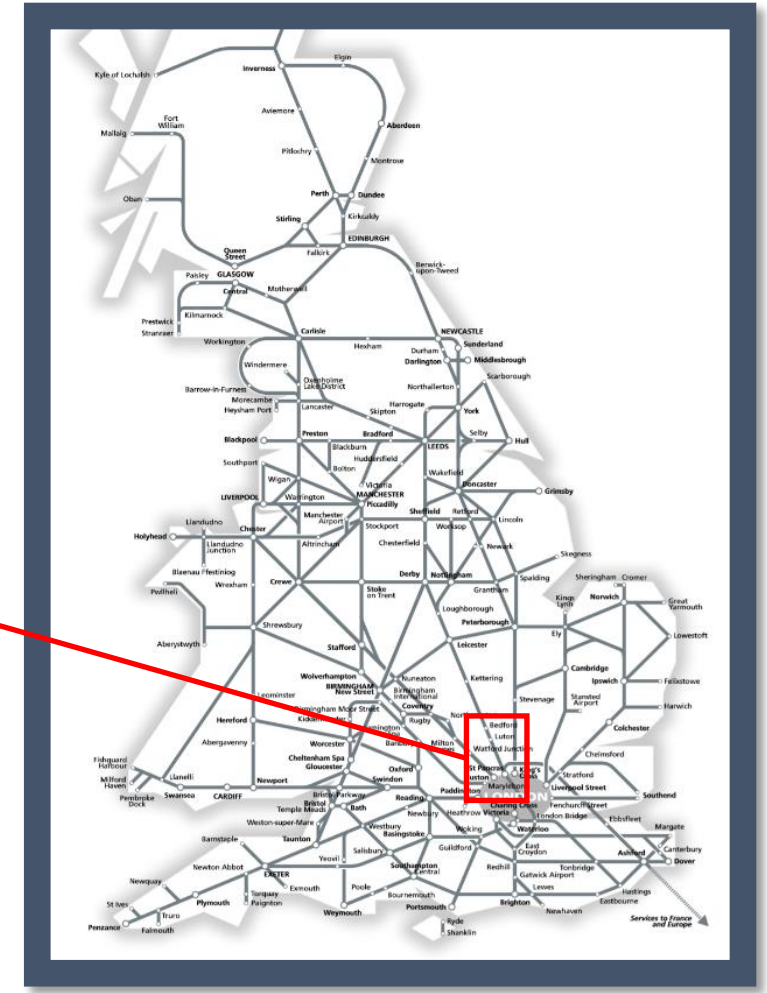 Kyle of Lochalsh
Inverness
Elgin
Aviemore
Fort
William
Mallaig
Aberdeen
Pitlochry
Montrose
Oban
Perth
Dundee
Stirling
Kirkcaldy
EDINBURGH
Queen
Street
GLASGOW
Central
Falkirk
Berwick-
upon-Tweed
Paisley
Motherwell
Prestwick
Kilmarnock
Stranraer
Carlisle
Hexham
NEWCASTLE
Sunderland
Workington
Durham
Darlington
Middlesbrough
Windermere
Scarborough
Oxenholme
Lake District
Northallerton
Barrow-in-Furness
Morecambe
Heysham Port
Lancaster
Harrogate
York
Skipton
Blackpool
Preston
Bradford
LEEDS
Selby
Hull
Blackburn
Huddersfield
Southport
Bolton
Wakefield
Wigan
Victoria
MANCHESTER
Piccadilly
Doncaster
Grimsby
LIVERPOOL
Warrington
Manchester
Airport
Stockport
Sheffield
Retford
Lincoln
Worksop
Llandudno
Chester
Holyhead
Llandudno
Junction
Altrincham
Chesterfield
Newark
Skegness
Blaenau Ffestiniog
Wrexham
Crewe
Stoke
on Trent
Derby
Nottingham
Grantham
Spalding
Sheringham
Cromer
Pwllheli
Kings
Lynn
Norwich
Great
Yarmouth
Loughborough
Peterborough
Aberystwyth
Shrewsbury
Stafford
Leicester
Ely
Lowestoft
Wolverhampton
BIRMINGHAM
New Street
Nuneaton
Birmingham
International
Kettering
Cambridge
Ipswich
Felixstowe
Leominster
Birmingham Moor Street
Coventry
Stevenage
Stansted
Airport
Harwich
Hereford
Rugby
Bedford
Colchester
Abergavenny
Worcester
Milton
Luton
Watford Junction
Chelmsford
Cheltenham Spa
Gloucester
Oxford
St Pancras
King's
Cross
Stratford
Fishguard
Harbour
Milford
Haven
Pembroke
Dock
Llanelli
Swansea
CARDIFF
Newport
Swindon
Paddington
Marylebone
Liverpool Street
Southend
Bristol Parkway
Bristol
Temple Meads
Bath
Reading
LONDON
Charing Cross
Fenchurch Street
Weston-super-Mare
Newbury
Heathrow
Victoria
London Bridge
Ebbsfleet
Waterloo
Margate
Barnstaple
Taunton
Westbury
Basingstoke
Woking
East
Croydon
Canterbury
Salisbury
Guildford
Ashford
Dover
Newton Abbot
Yeovil
Southampton
Central
Redhill
Tonbridge
Gatwick Airport
EXETER
Newquay
Exmouth
Poole
Lewes
Hastings
Eastbourne
St Ives
Plymouth
Torquay
Paignton
Bournemouth
Truro
Weymouth
Portsmouth
Brighton
Newhaven
Penzance
Falmouth
Ryde
Shanklin
Services to France
and Europe